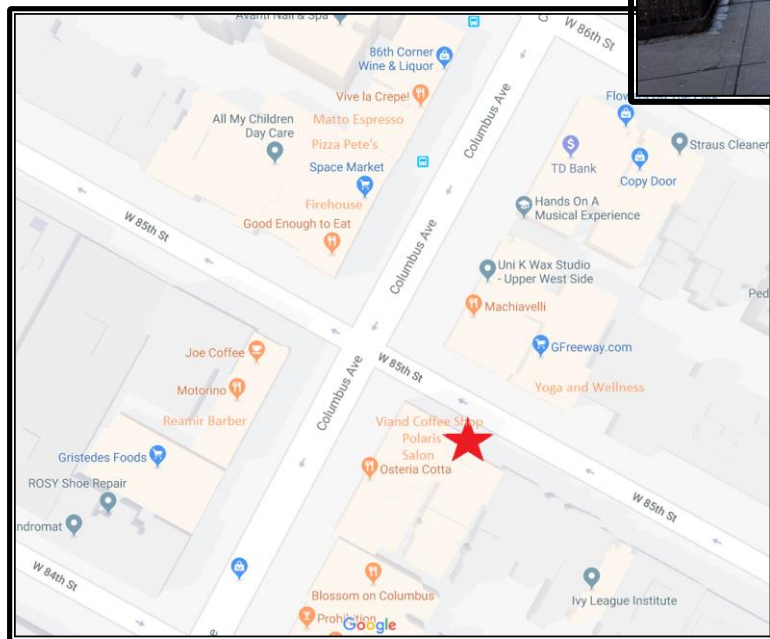 Avanti Nail & Spa
W 86th St
86th Corner
Wine & Liquor
Vive la Crepe!
All My Children
Day Care
Matto Espresso
Pizza Pete's
Space Market
Firehouse
Good Enough to Eat
Columbus Ave
TD Bank
Copy Door
Straus Cleaner
Hands On A
Musical Experience
W 85th St
Columbus Ave
Uni K Wax Studio
- Upper West Side
Machiavelli
GFreeway.com
Yoga and Wellness
Joe Coffee
Motorino
Reamir Barber
Columbus Ave
W 85th St
Viand Coffee Shop
Polaris
Salon
Osteria Cotta
Gristedes Foods
ROSY Shoe Repair
ndromat
W 84th St
W 85th St
Blossom on Columbus
Prohibition
Google
Ivy League Institute
Ped